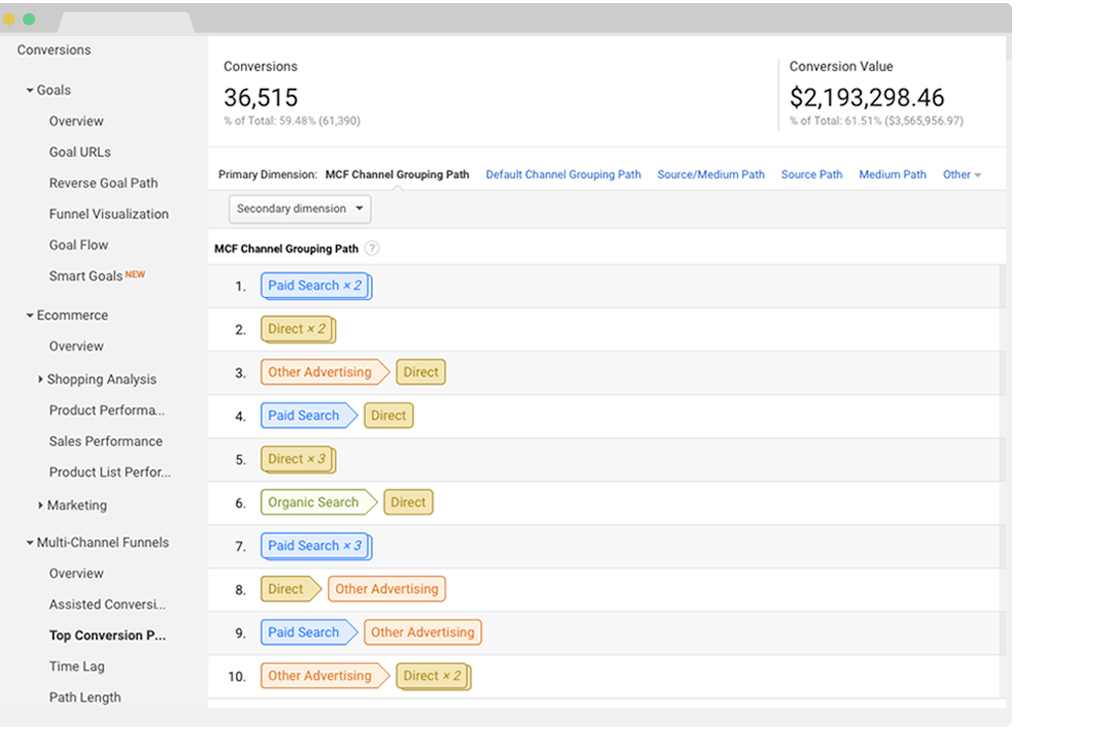 Conversions
Goals
Overview
Goal URLs
Reverse Goal Path
Funnel Visualization
Goal Flow
Smart Goals NEW
Ecommerce
Overview
Shopping Analysis
Product Performa...
Sales Performance
Product List Perfor...
Marketing
Multi-Channel Funnels
Overview
Assisted Conversi...
Top Conversion P...
Time Lag
Path Length
Conversions
36,515
% of Total: 59.48% (61,390)
Conversion Value
$2,193,298.46
% of Total: 61.51% ($3,565,956.97)
Primary Dimension: MCF Channel Grouping Path Default Channel Grouping Path Source/Medium Path Source Path Medium Path Other
Secondary dimension
MCF Channel Grouping Path ?
1. Paid Search × 2
2. Direct × 2
3. Other Advertising Direct
4. Paid Search Direct
5. Direct × 3
6. Organic Search Direct
7. Paid Search × 3
8. Direct Other Advertising
9. Paid Search Other Advertising
10. Other Advertising Direct × 2